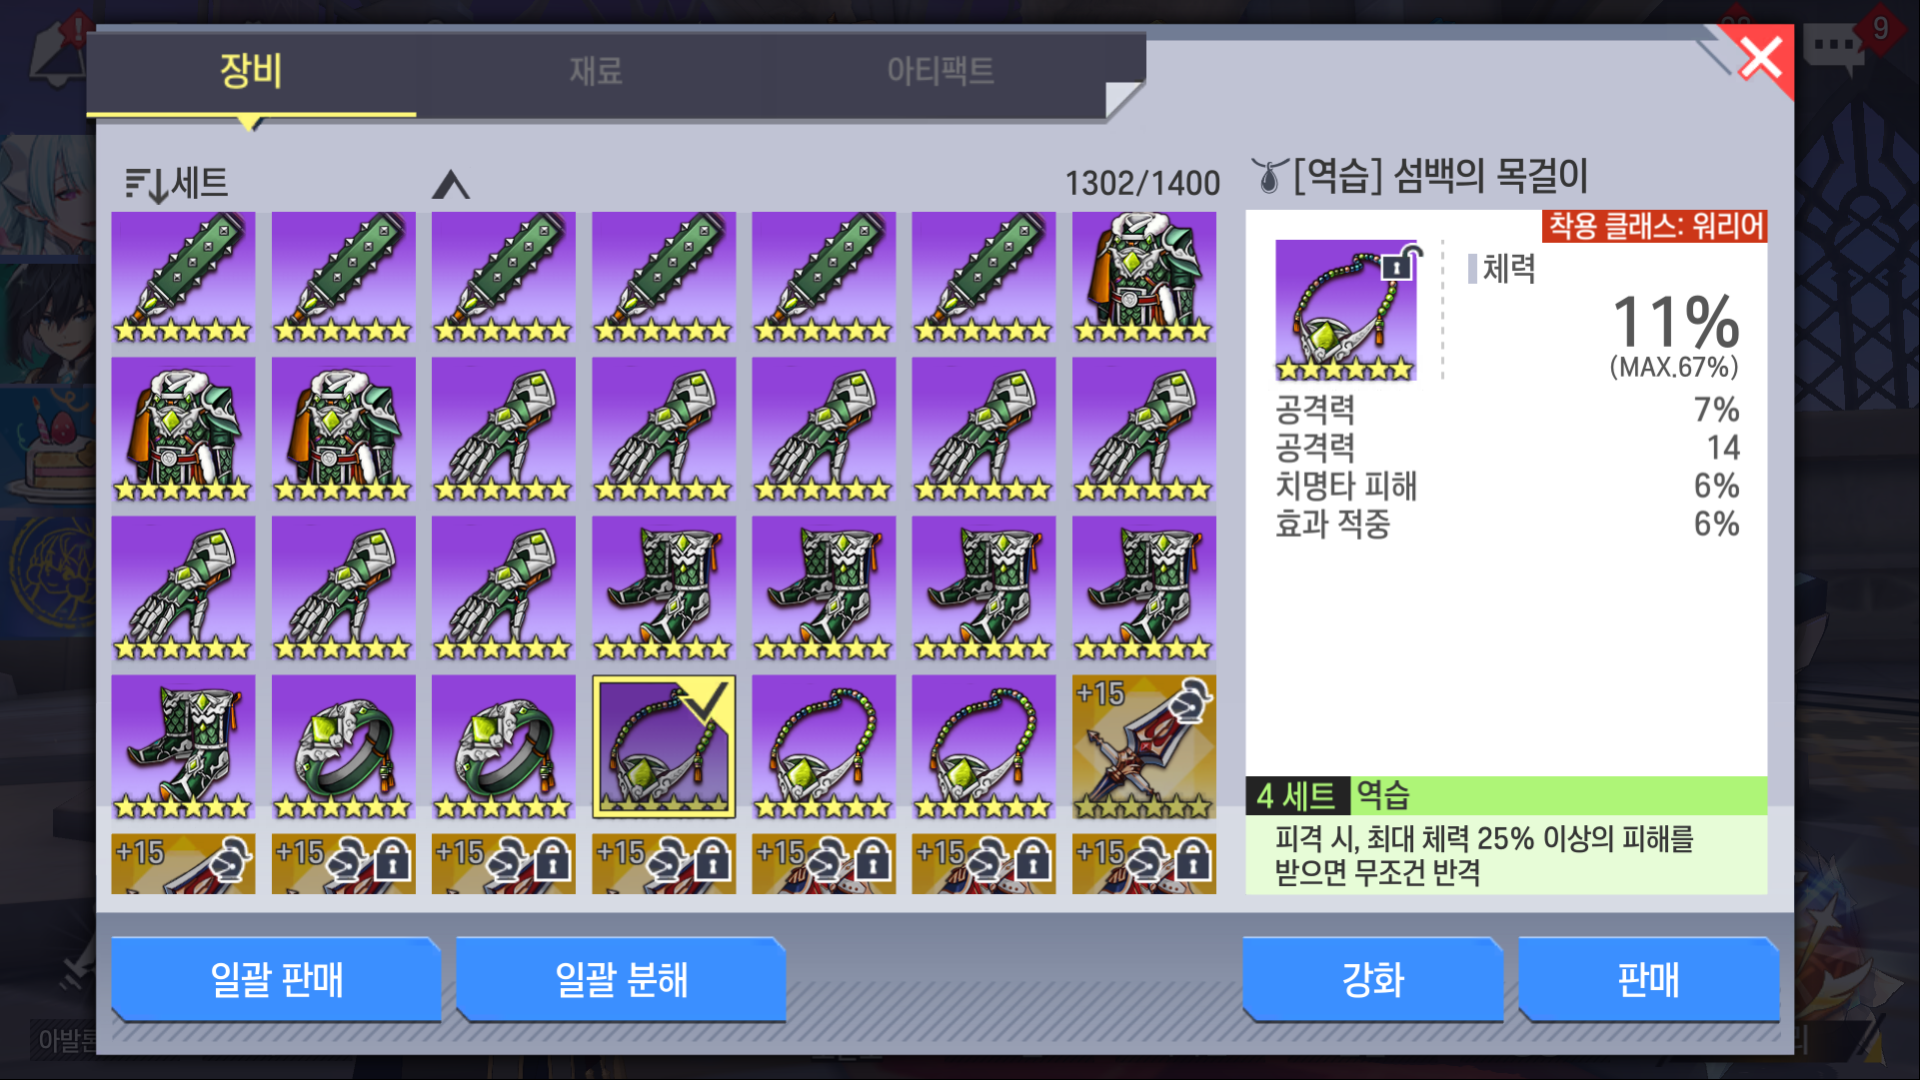 장비
재료
아티팩트
9
세트
1302/1400
[역습] 섬백의 목걸이
착용 클래스: 워리어
체력
11%
(MAX.67%)
공격력 7%
공격력 14
치명타 피해 6%
효과 적중 6%
+15
+15
+15
+15
+15
+15
+15
+15
4 세트 역습
피격 시, 최대 체력 25% 이상의 피해를
받으면 무조건 반격
일괄 판매
일괄 분해
강화
판매
아발론